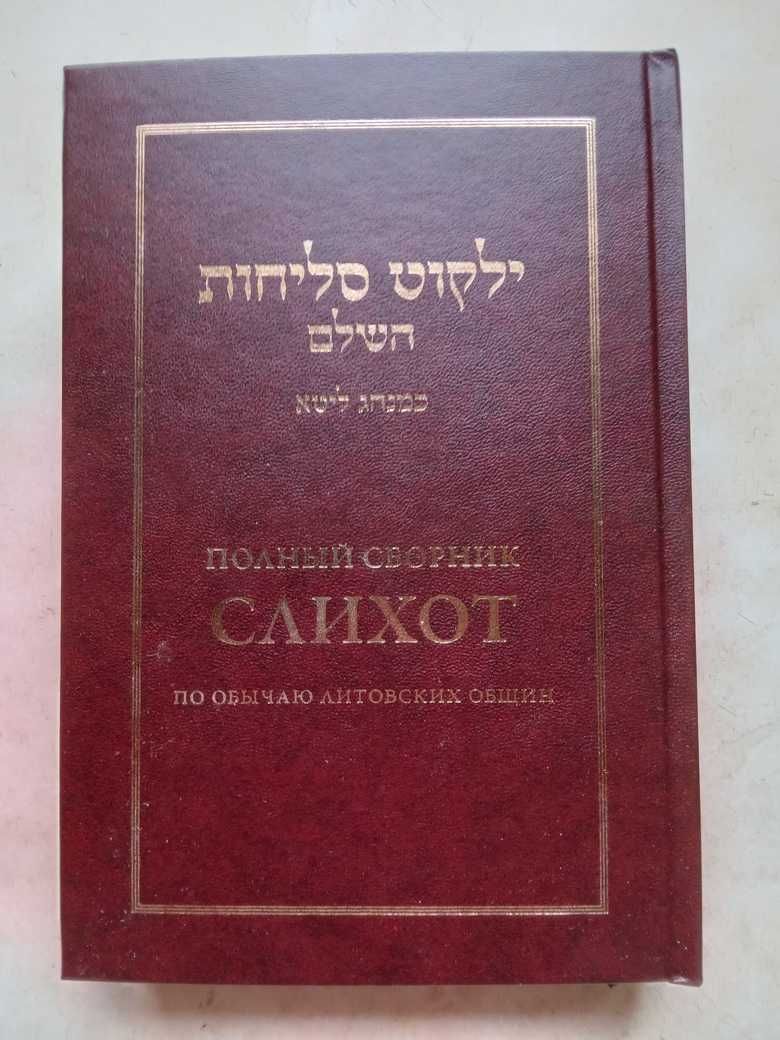 ילקוט סליחות
השלם
כמנהג ליטא
ПОЛНЫЙ СБОРНИК
СЛИХОТ
ПО ОБЫЧАЮ ЛИТОВСКИХ ОБЩИН